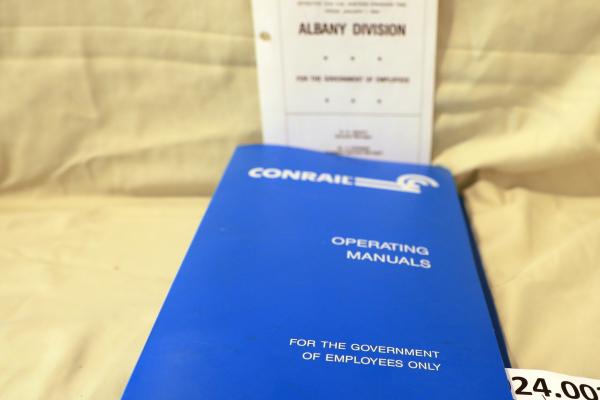 ALBANY DIVISION
FOR THE GOVERNMENT OF EMPLOYEES
CONRAIL
OPERATING
MANUALS
FOR THE GOVERNMENT
OF EMPLOYEES ONLY
24.00